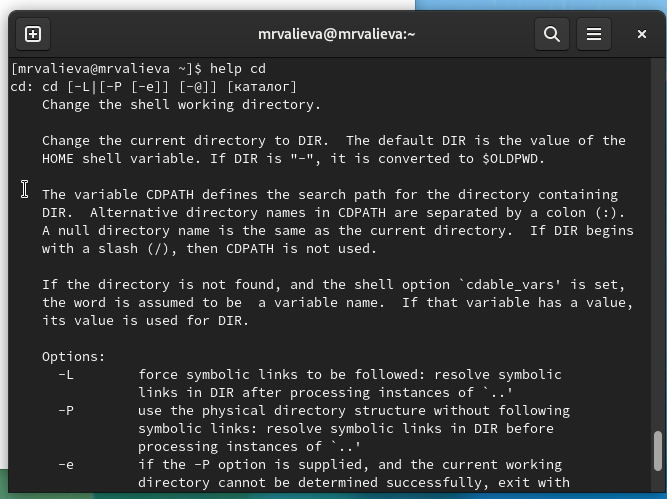 mrvalieva@mrvalieva:~
[mrvalieva@mrvalieva ~]$ help cd
cd: cd [-L|[-P [-e]] [-@]] [каталог]
Change the shell working directory.
Change the current directory to DIR.  The default DIR is the value of the
HOME shell variable. If DIR is "-", it is converted to $OLDPWD.
The variable CDPATH defines the search path for the directory containing
DIR.  Alternative directory names in CDPATH are separated by a colon (:).
A null directory name is the same as the current directory.  If DIR begins
with a slash (/), then CDPATH is not used.
If the directory is not found, and the shell option `cdable_vars' is set,
the word is assumed to be  a variable name.  If that variable has a value,
its value is used for DIR.
Options:
-L        force symbolic links to be followed: resolve symbolic
links in DIR after processing instances of `..'
-P        use the physical directory structure without following
symbolic links: resolve symbolic links in DIR before
processing instances of `..'
-e        if the -P option is supplied, and the current working
directory cannot be determined successfully, exit with